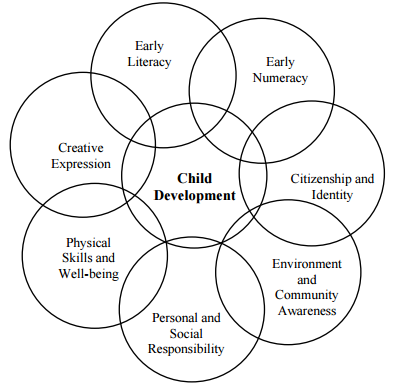 Early
Literacy
Early
Numeracy
Creative
Expression
Child
Development
Citizenship and
Identity
Physical
Skills and
Well-being
Environment
and
Community
Awareness
Personal and
Social
Responsibility